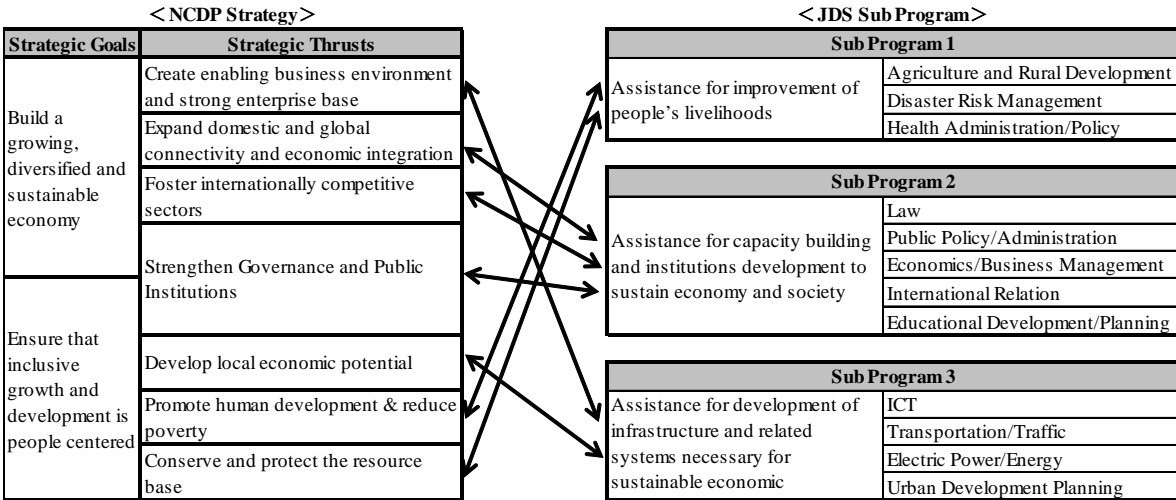 ＜NCDP Strategy＞
Strategic Goals
Strategic Thrusts
Build a
growing,
diversified and
sustainable
economy
Create enabling business environment
and strong enterprise base
Expand domestic and global
connectivity and economic integration
Foster internationally competitive
sectors
Strengthen Governance and Public
Institutions
Ensure that
inclusive
growth and
development is
people centered
Develop local economic potential
Promote human development & reduce
poverty
Conserve and protect the resource
base
＜JDS Sub Program＞
Sub Program 1
Assistance for improvement of
people’s livelihoods
Agriculture and Rural Development
Disaster Risk Management
Health Administration/Policy
Sub Program 2
Assistance for capacity building
and institutions development to
sustain economy and society
Law
Public Policy/Administration
Economics/Business Management
International Relation
Educational Development/Planning
Sub Program 3
Assistance for development of
infrastructure and related
systems necessary for
sustainable economic
ICT
Transportation/Traffic
Electric Power/Energy
Urban Development Planning